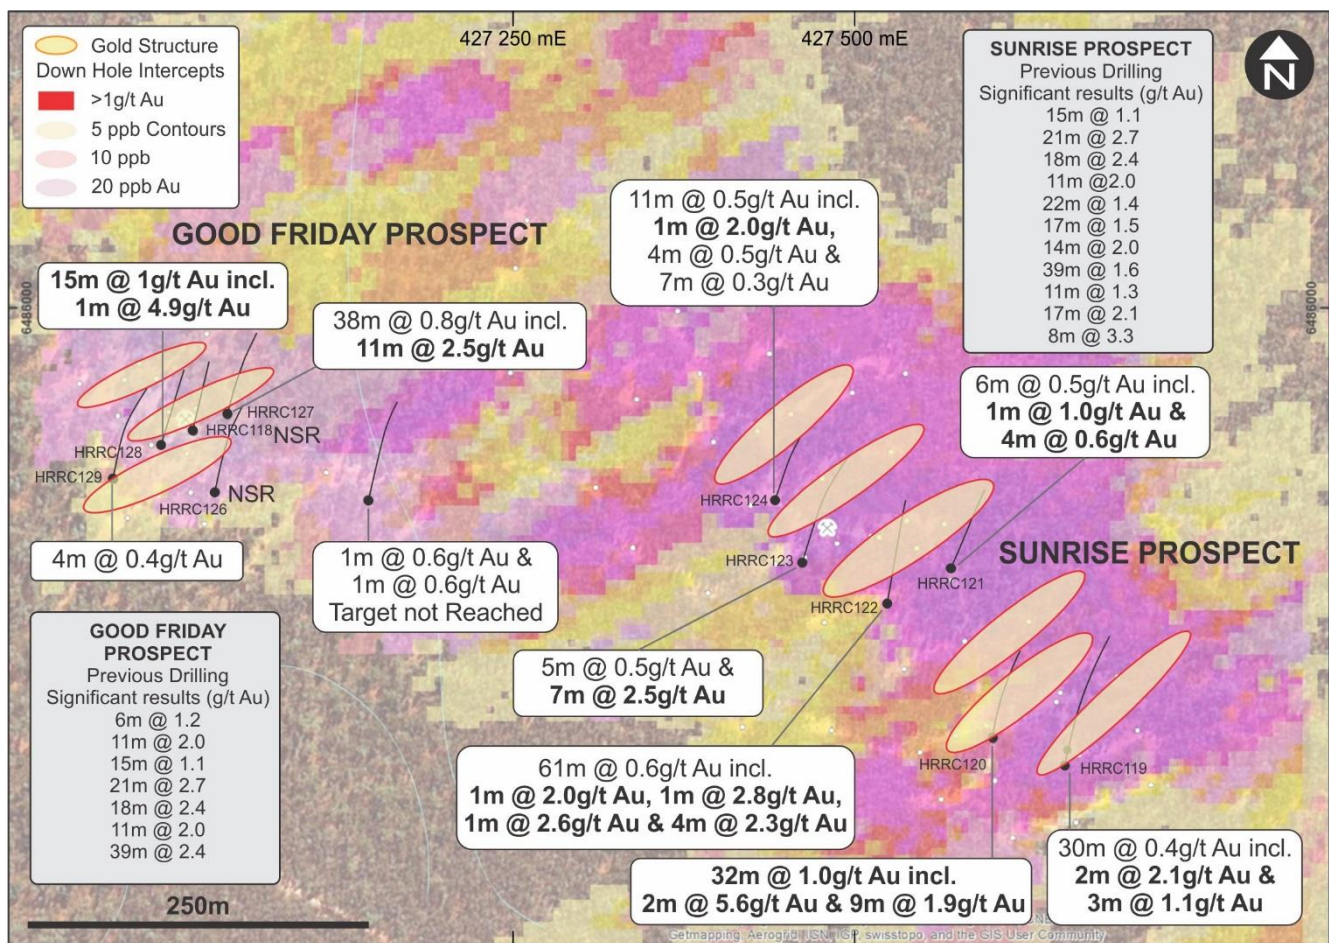 427 250 mE
427 500 mE
Gold Structure
Down Hole Intercepts
>1g/t Au
5 ppb Contours
10 ppb
20 ppb Au
SUNRISE PROSPECT
Previous Drilling
Significant results (g/t Au)
15m @ 1.1
21m @ 2.7
18m @ 2.4
11m @2.0
22m @ 1.4
17m @ 1.5
14m @ 2.0
39m @ 1.6
11m @ 1.3
17m @ 2.1
8m @ 3.3
N
GOOD FRIDAY PROSPECT
11m @ 0.5g/t Au incl.
1m @ 2.0g/t Au,
4m @ 0.5g/t Au &
7m @ 0.3g/t Au
6486000
6486000
15m @ 1g/t Au incl.
1m @ 4.9g/t Au
38m @ 0.8g/t Au incl.
11m @ 2.5g/t Au
6m @ 0.5g/t Au incl.
1m @ 1.0g/t Au &
4m @ 0.6g/t Au
HRRC127
HRRC118
NSR
HRRC128
HRRC129
HRRC126
NSR
HRRC124
HRRC123
HRRC122
HRRC121
SUNRISE PROSPECT
4m @ 0.4g/t Au
1m @ 0.6g/t Au &
1m @ 0.6g/t Au
Target not Reached
GOOD FRIDAY
PROSPECT
Previous Drilling
Significant results (g/t Au)
6m @ 1.2
11m @ 2.0
15m @ 1.1
21m @ 2.7
18m @ 2.4
11m @ 2.0
39m @ 2.4
5m @ 0.5g/t Au &
7m @ 2.5g/t Au
HRRC120
HRRC119
61m @ 0.6g/t Au incl.
1m @ 2.0g/t Au, 1m @ 2.8g/t Au,
1m @ 2.6g/t Au & 4m @ 2.3g/t Au
32m @ 1.0g/t Au incl.
2m @ 5.6g/t Au & 9m @ 1.9g/t Au
30m @ 0.4g/t Au incl.
2m @ 2.1g/t Au &
3m @ 1.1g/t Au
250m
Getmapping, Aerogrid, IGN, IGP, swisstopo, and the GIS User Community